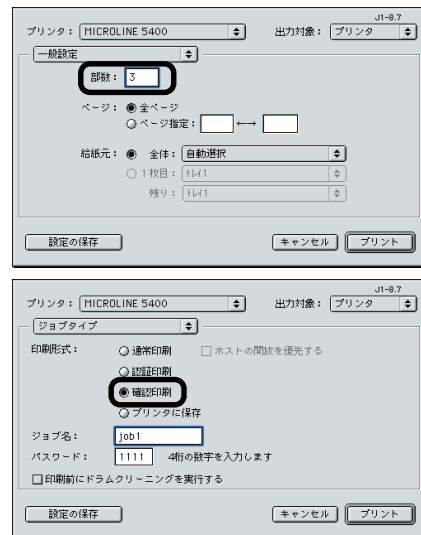 J1-8.7
プリンタ： MICROLINE 5400 出力対象： プリンタ
一般設定
部数： 3
ページ： 全ページ
ページ指定： ←→
給紙元： 全体： 自動選択
1枚目： トレイ1
残り： トレイ1
設定の保存 キャンセル プリント
J1-8.7
プリンタ： MICROLINE 5400 出力対象： プリンタ
ジョブタイプ
印刷形式： 通常印刷 ホストの開放を優先する
認証印刷
確認印刷
プリンタに保存
ジョブ名： job1
パスワード： 1111 4桁の数字を入力します
印刷前にドラムクリーニングを実行する
設定の保存 キャンセル プリント